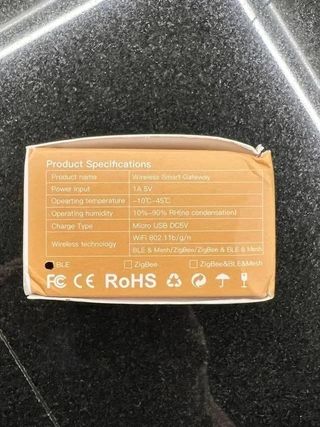 Product Specifications
Product name Wireless Smart Gateway
Power input 1A 5V
Opearting temperature -10℃-45℃
Operating humidity 10%-90% RH(no condensation)
Charge Type Micro USB DC5V
Wireless technology WiFi 802.11b/g/n
BLE & Mesh/ZigBee/ZigBee & BLE & Mesh
BLE ZigBee ZigBee&BLE&Mesh
FC CE RoHS